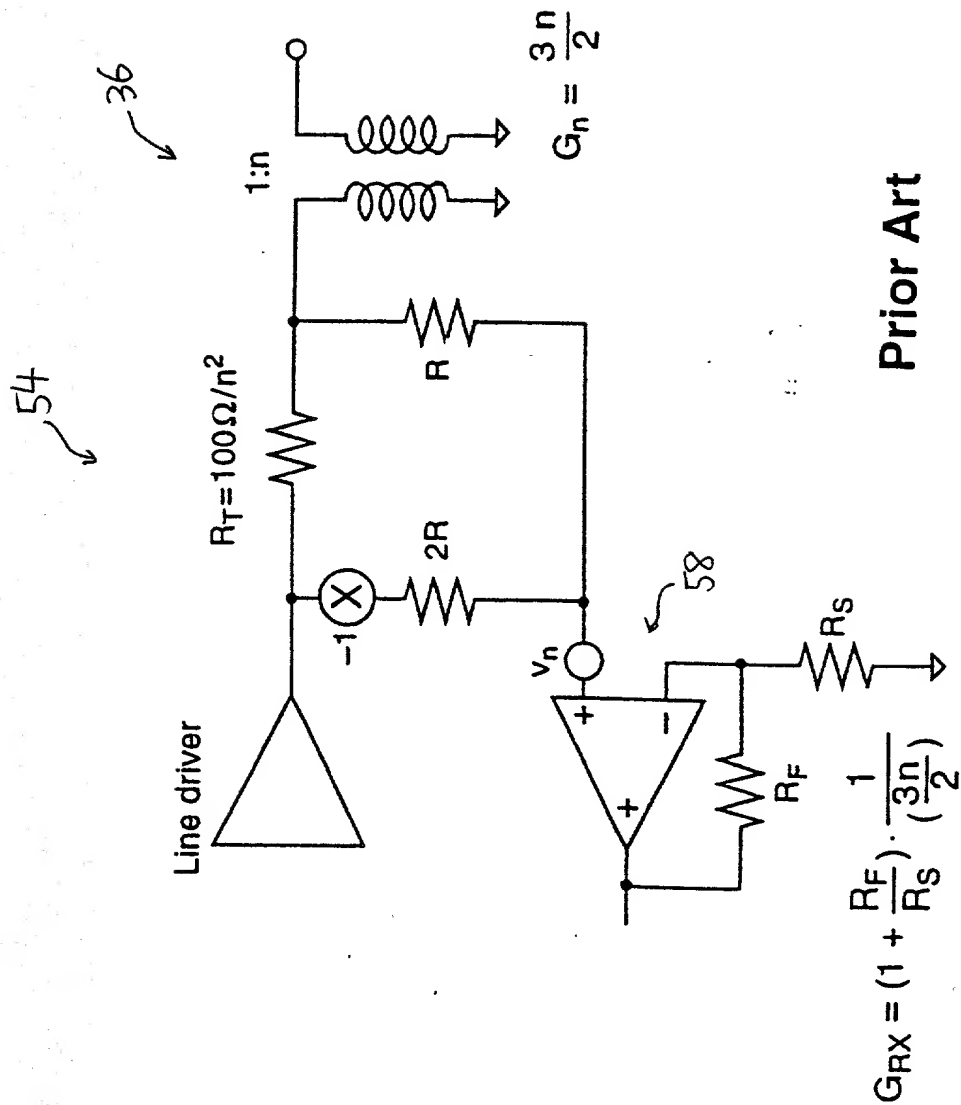 54
36
Line driver
R_T=100Ω/n²
1:n
-1
X
2R
R
G_n = 3n/2
v_n
58
+
-
+
R_F
R_S
G_RX = (1 + R_F/R_S) · 1/(3n/2)
Prior Art